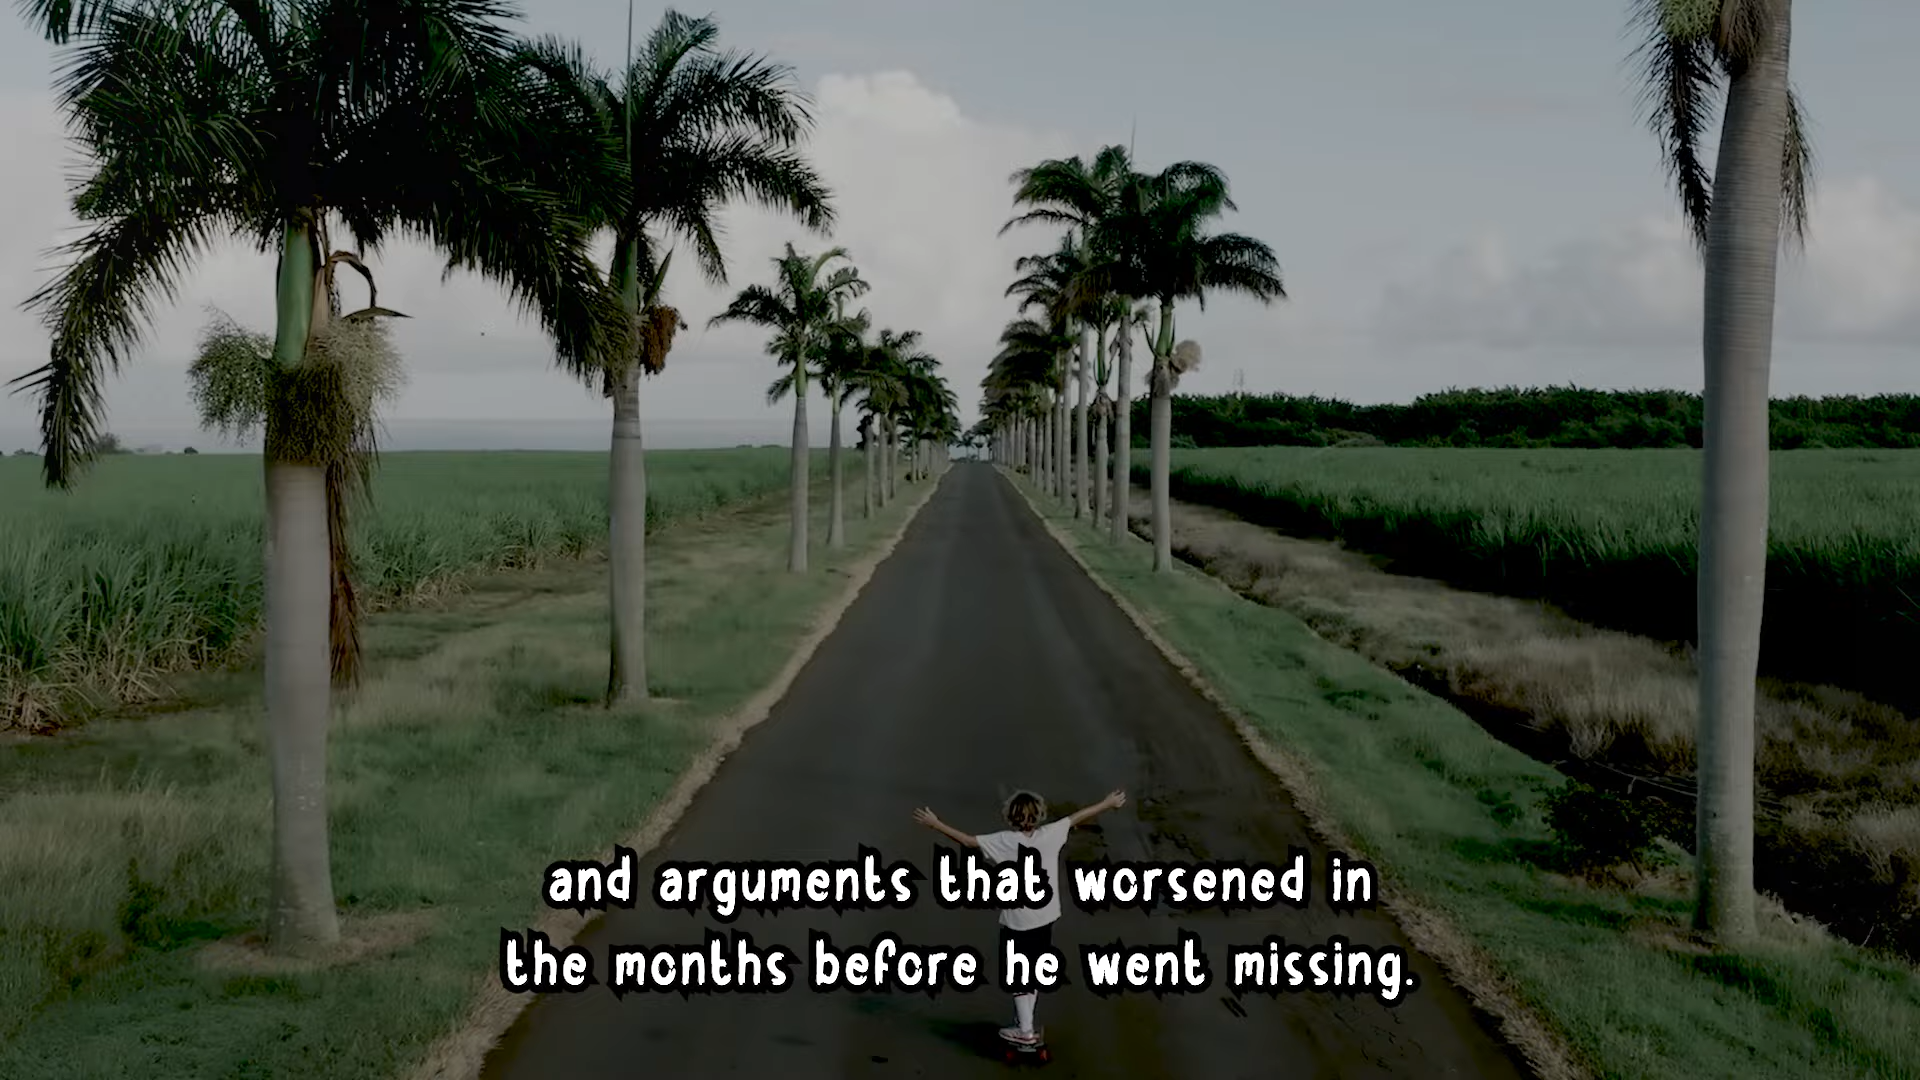 and arguments that worsened in
the months before he went missing.